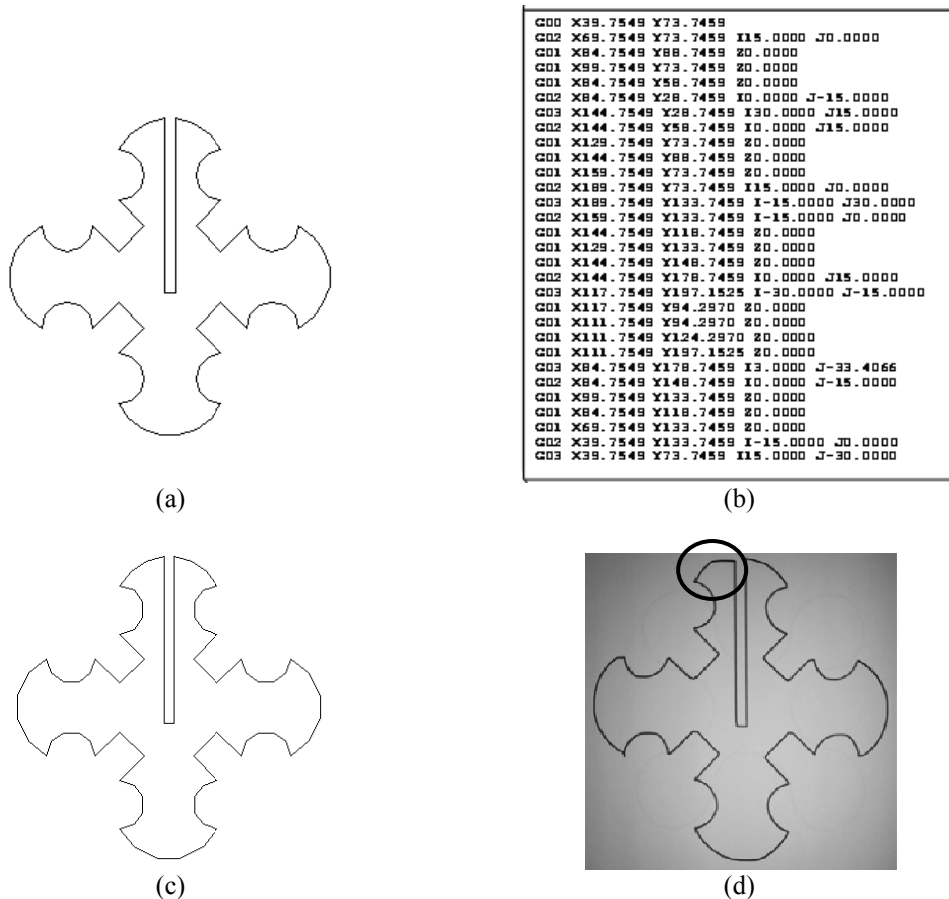 G00 X39.7549 Y73.7459
G02 X69.7549 Y73.7459 I15.0000 J0.0000
G01 X84.7549 Y88.7459 Z0.0000
G01 X99.7549 Y73.7459 Z0.0000
G01 X84.7549 Y58.7459 Z0.0000
G02 X84.7549 Y28.7459 I0.0000 J-15.0000
G03 X144.7549 Y28.7459 I30.0000 J15.0000
G02 X144.7549 Y58.7459 I0.0000 J15.0000
G01 X129.7549 Y73.7459 Z0.0000
G01 X144.7549 Y88.7459 Z0.0000
G01 X159.7549 Y73.7459 Z0.0000
G02 X189.7549 Y73.7459 I15.0000 J0.0000
G03 X189.7549 Y133.7459 I-15.0000 J30.0000
G02 X159.7549 Y133.7459 I-15.0000 J0.0000
G01 X144.7549 Y118.7459 Z0.0000
G01 X129.7549 Y133.7459 Z0.0000
G01 X144.7549 Y148.7459 Z0.0000
G02 X144.7549 Y178.7459 I0.0000 J15.0000
G03 X117.7549 Y197.1525 I-30.0000 J-15.0000
G01 X117.7549 Y94.2970 Z0.0000
G01 X111.7549 Y94.2970 Z0.0000
G01 X111.7549 Y124.2970 Z0.0000
G01 X111.7549 Y197.1525 Z0.0000
G03 X84.7549 Y178.7459 I3.0000 J-33.4066
G02 X84.7549 Y148.7459 I0.0000 J-15.0000
G01 X99.7549 Y133.7459 Z0.0000
G01 X84.7549 Y118.7459 Z0.0000
G01 X69.7549 Y133.7459 Z0.0000
G02 X39.7549 Y133.7459 I-15.0000 J0.0000
G03 X39.7549 Y73.7459 I15.0000 J-30.0000
(a)
(b)
(c)
(d)